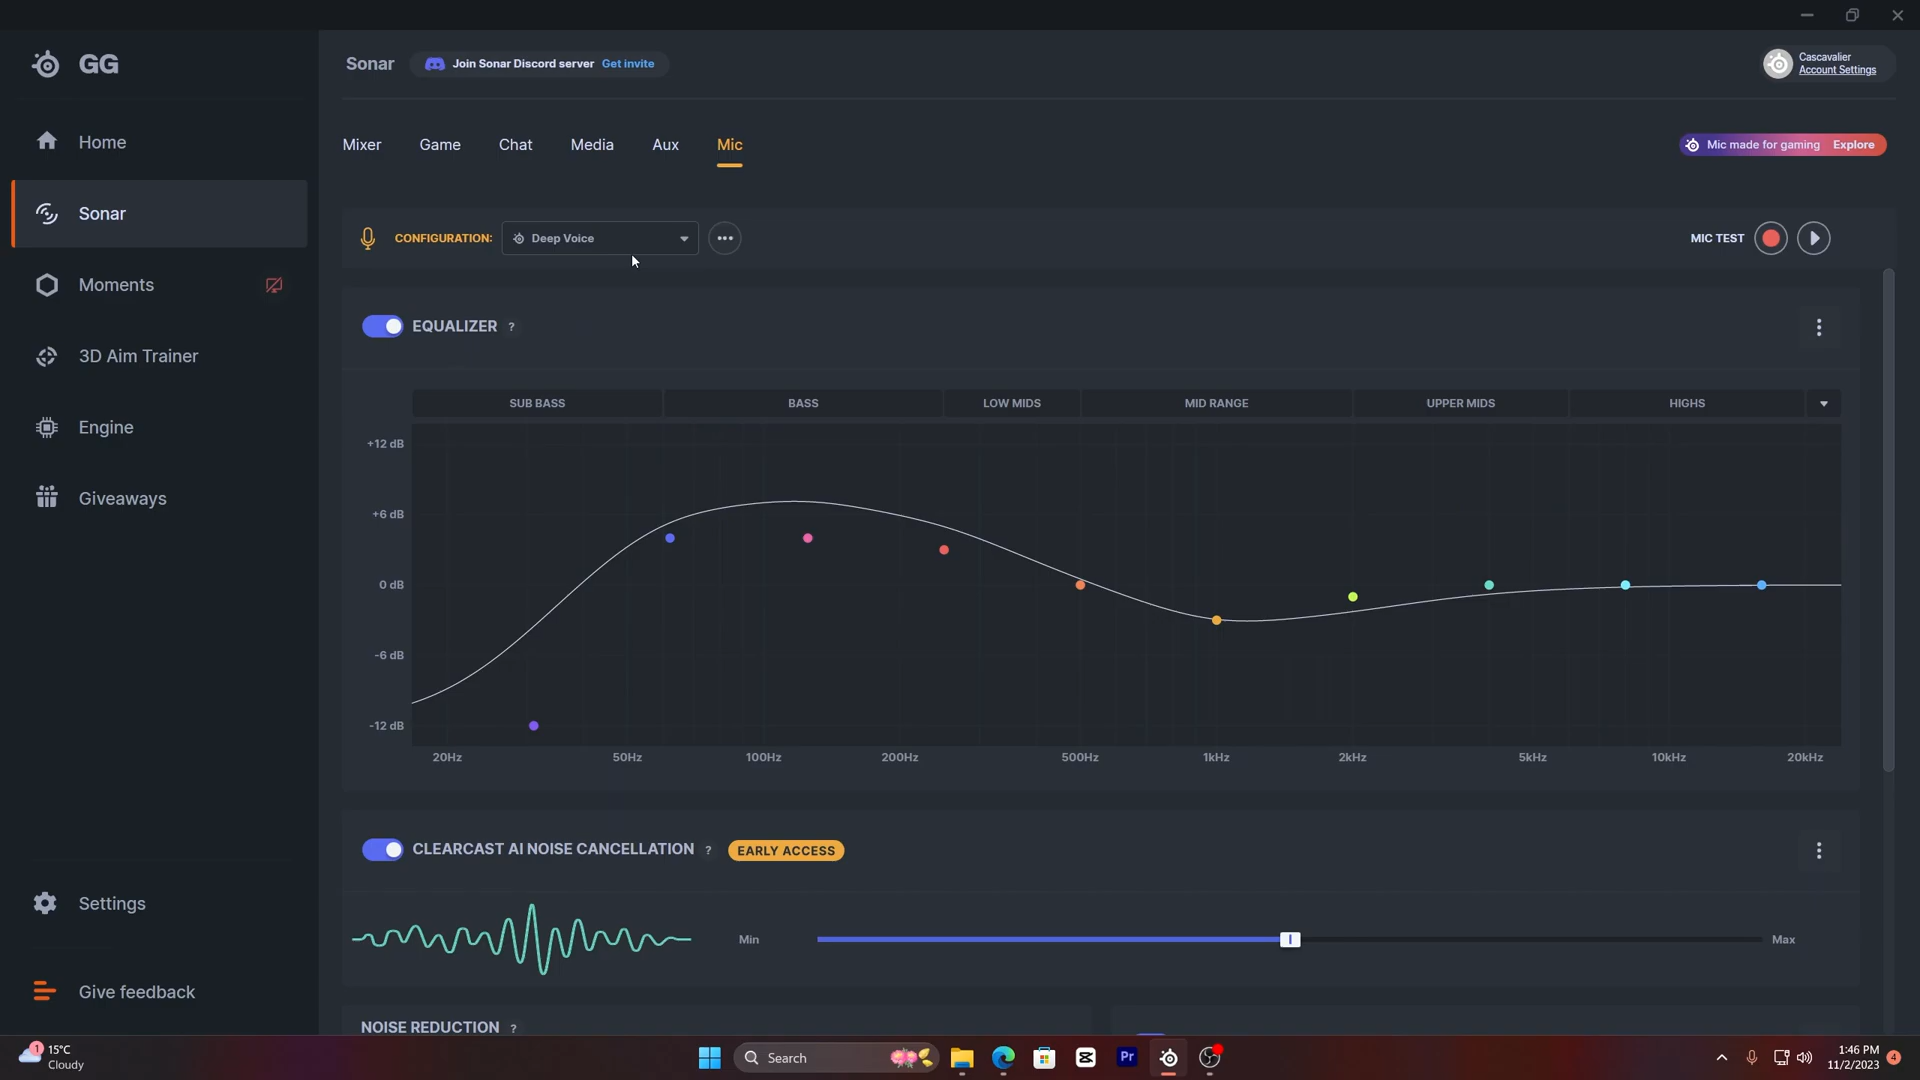 GG
Home
Sonar
Moments
3D Aim Trainer
Engine
Giveaways
Settings
Give feedback
Sonar
Join Sonar Discord server Get invite
Cascavalier
Account Settings
Mixer Game Chat Media Aux Mic
Mic made for gaming Explore
CONFIGURATION: Deep Voice
MIC TEST
EQUALIZER ?
SUB BASS BASS LOW MIDS MID RANGE UPPER MIDS HIGHS
+12 dB
+6 dB
0 dB
-6 dB
-12 dB
20Hz 50Hz 100Hz 200Hz 500Hz 1kHz 2kHz 5kHz 10kHz 20kHz
CLEARCAST AI NOISE CANCELLATION ? EARLY ACCESS
Min Max
NOISE REDUCTION ?
1
15°C
Cloudy
Search
Pr
1:46 PM
11/2/2023
4